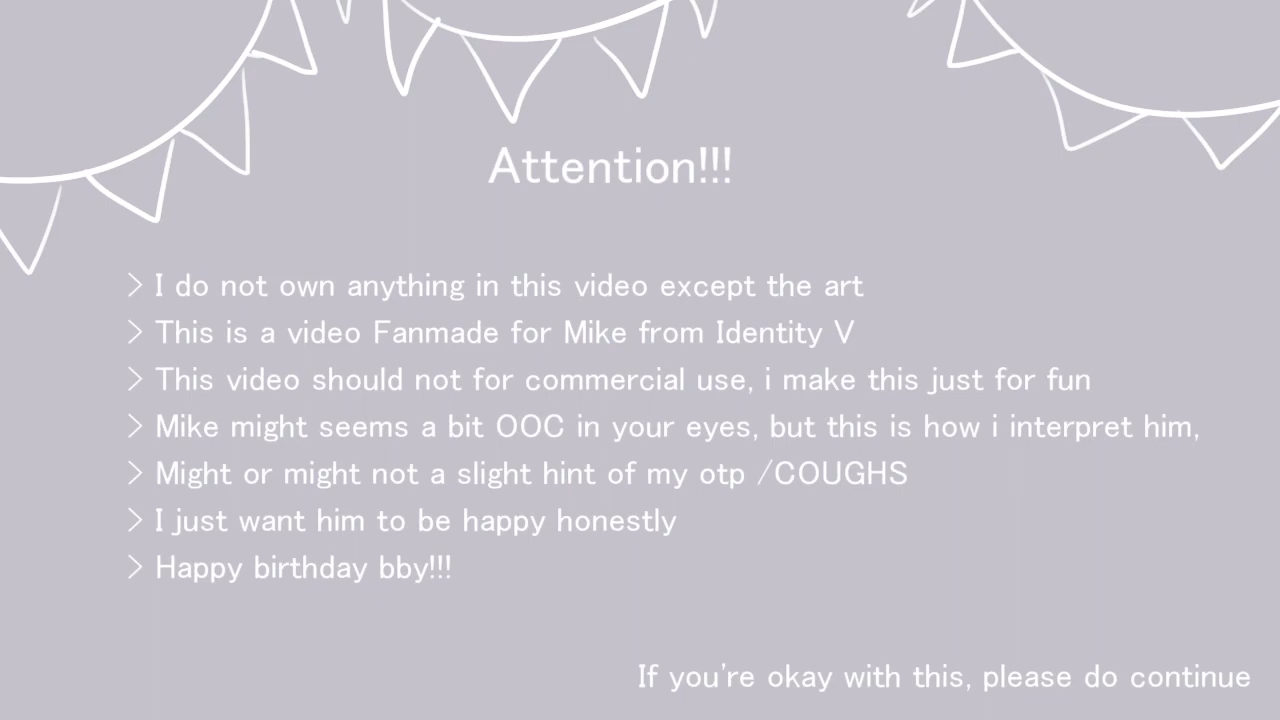 Attention!!!
> I do not own anything in this video except the art
> This is a video Fanmade for Mike from Identity V
> This video should not for commercial use, i make this just for fun
> Mike might seems a bit OOC in your eyes, but this is how i interpret him,
> Might or might not a slight hint of my otp /COUGHS
> I just want him to be happy honestly
> Happy birthday bby!!!
If you're okay with this, please do continue